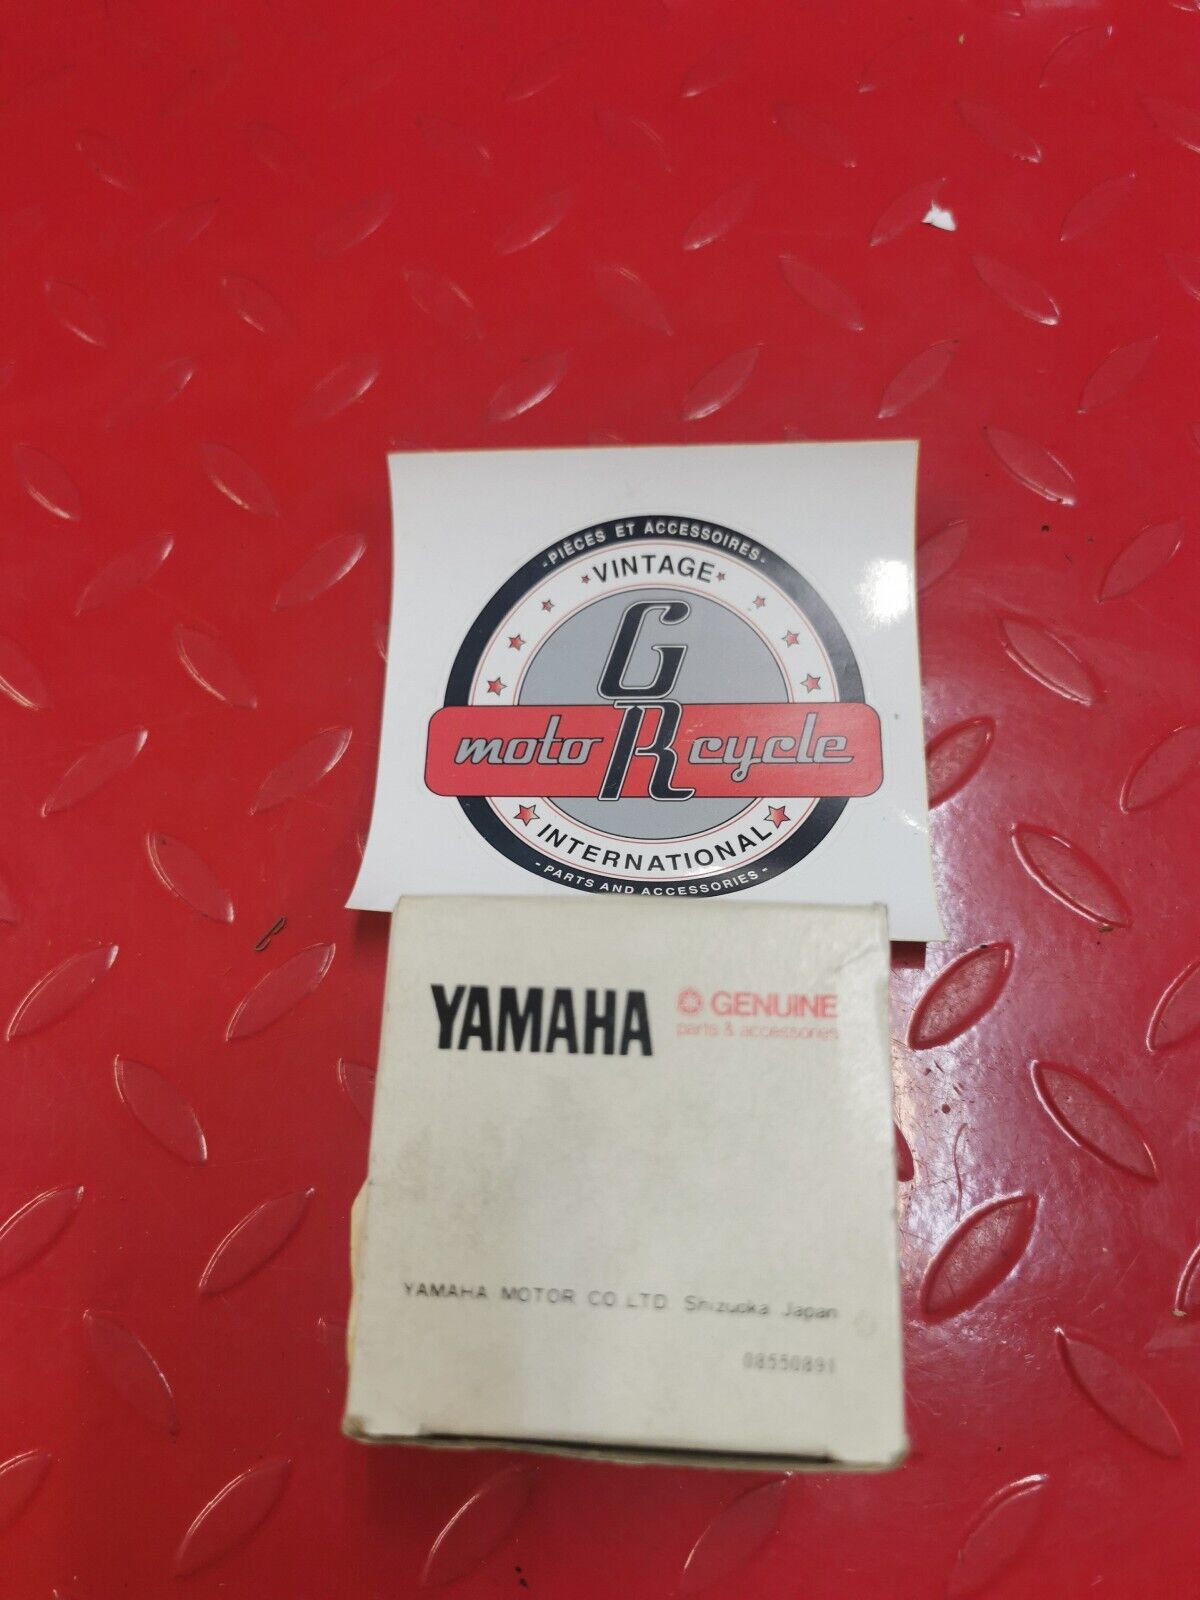 -PIÈCES ET ACCESSOIRES-
VINTAGE
GR
moto cycle
INTERNATIONAL
-PARTS AND ACCESSORIES-
YAMAHA GENUINE
parts & accessories
YAMAHA MOTOR CO.LTD. Shizuoka Japan
08550891